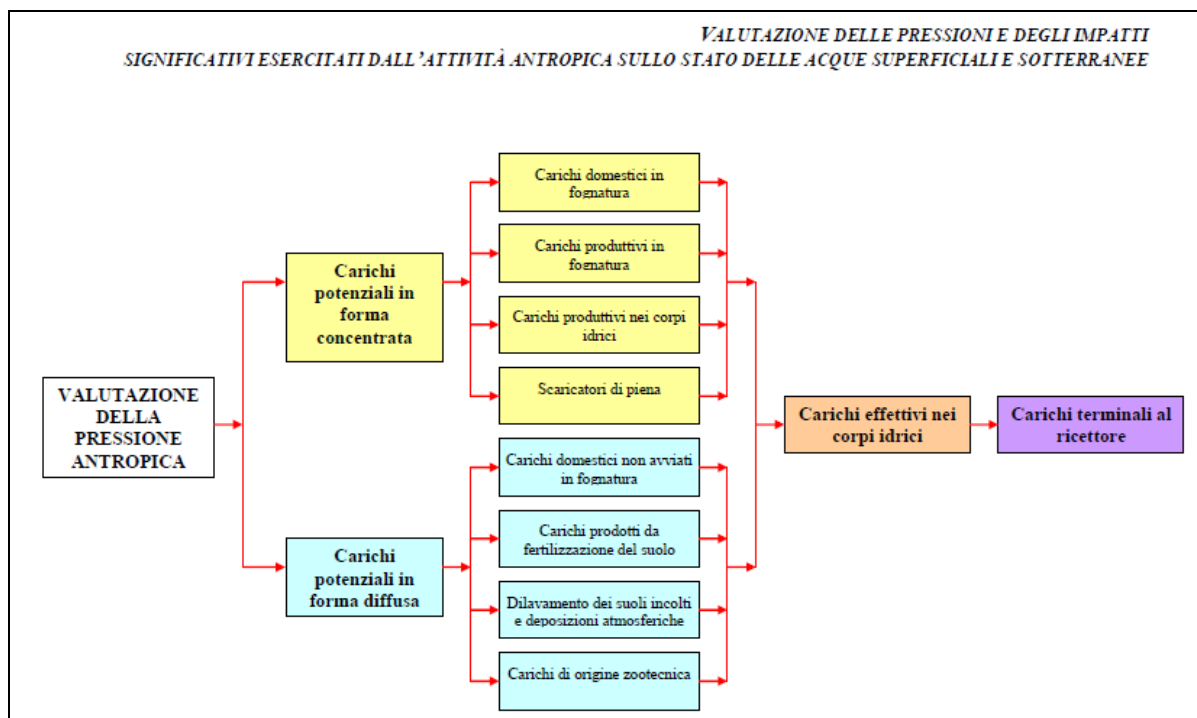 VALUTAZIONE DELLE PRESSIONI E DEGLI IMPATTI
SIGNIFICATIVI ESERCITATI DALL'ATTIVITÀ ANTROPICA SULLO STATO DELLE ACQUE SUPERFICIALI E SOTTERRANEE
VALUTAZIONE
DELLA
PRESSIONE
ANTROPICA
Carichi
potenziali in
forma
concentrata
Carichi domestici in
fognatura
Carichi produttivi in
fognatura
Carichi produttivi nei corpi
idrici
Scaricatori di piena
Carichi
potenziali in
forma diffusa
Carichi domestici non avviati
in fognatura
Carichi prodotti da
fertilizzazione del suolo
Dilavamento dei suoli incolti
e deposizioni atmosferiche
Carichi di origine zootecnica
Carichi effettivi nei
corpi idrici
Carichi terminali al
ricettore